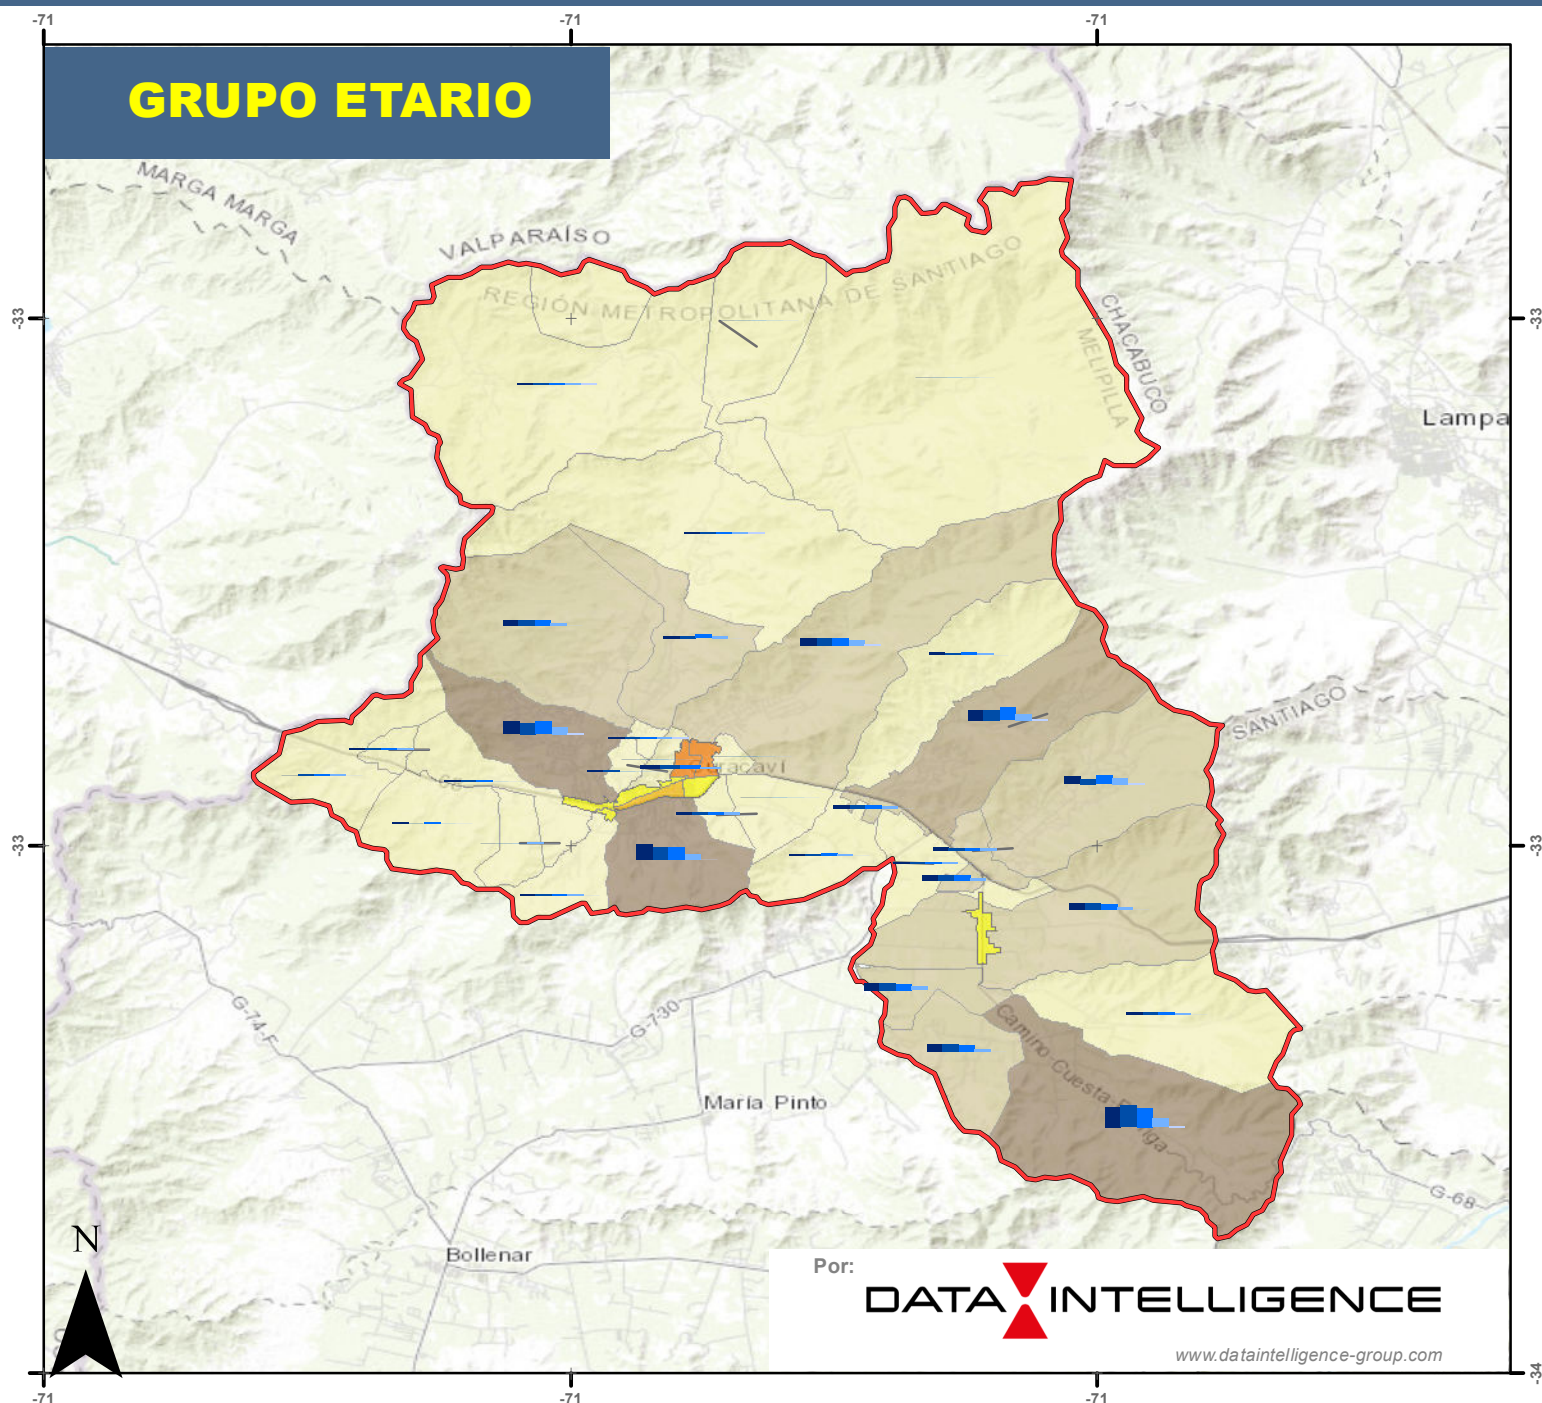 -71 -71 -71
GRUPO ETARIO
MARGA MARGA
VALPARAÍSO
REGIÓN METROPOLITANA DE SANTIAGO
-33 -33
CHACABUCO
MELIPILLA
Lampa
SANTIAGO
Curacaví
-33 -33
G-74-F
G-730
Camino-Cuesta-
María Pinto
G-68
N
Bollenar
Por:
DATA INTELLIGENCE
www.dataintelligence-group.com
-34
-71 -71 -71